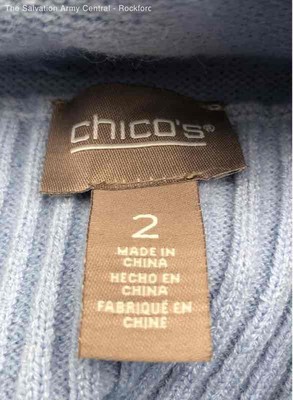 The Salvation Army Central - Rockford
chico's®
2
MADE IN
CHINA
HECHO EN
CHINA
FABRIQUÉ EN
CHINE